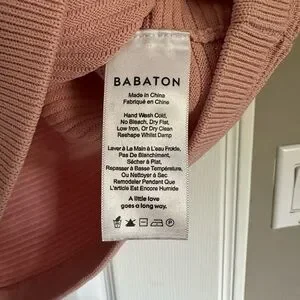 BABATON
Made in China
Fabriqué en Chine
Hand Wash Cold,
No Bleach, Dry Flat,
Low Iron, Or Dry Clean
Reshape Whilst Damp
Laver à La Main à L'eau Froide,
Pas De Blanchiment,
Sécher à Plat,
Repasser à Basse Température,
Ou Nettoyer à Sec
Remodeler Pendant Que
L'article Est Encore Humide
A little love
goes a long way.